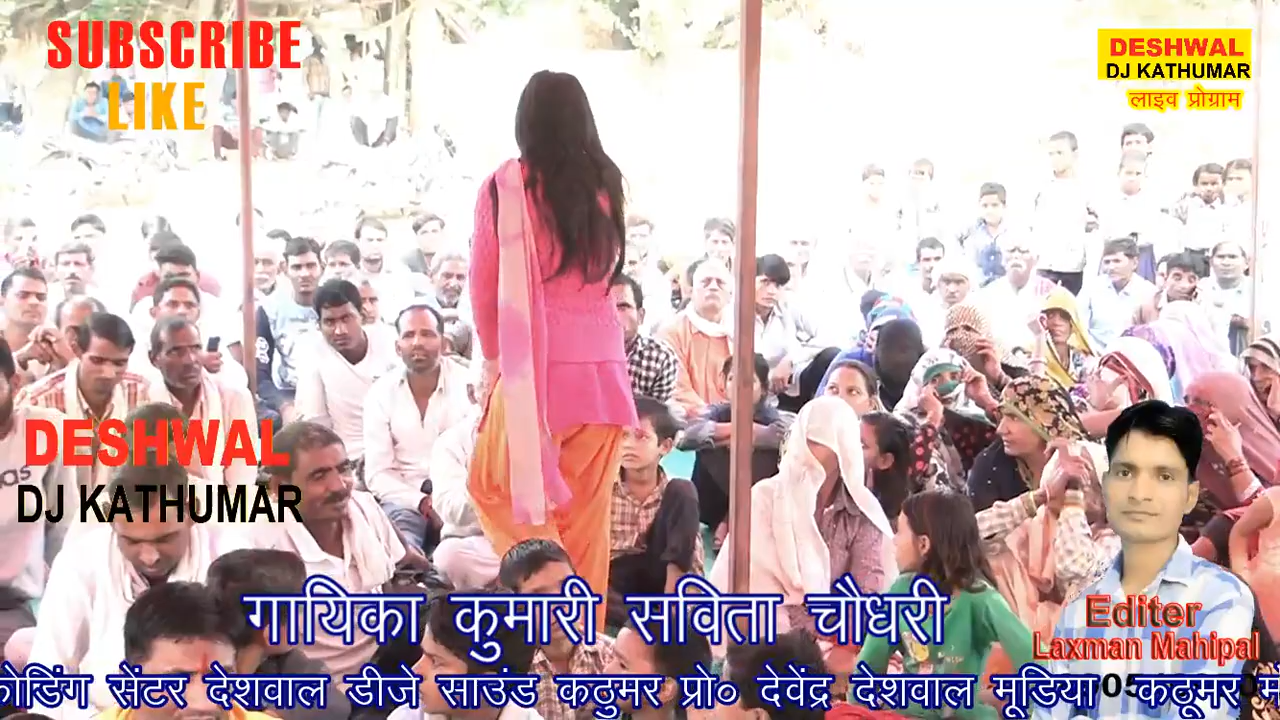 SUBSCRIBE
LIKE
DESHWAL
DJ KATHUMAR
लाइव प्रोग्राम
DESHWAL
DJ KATHUMAR
गायिका कुमारी सविता चौधरी
Editer
Laxman Mahipal
सेंटर देशवाल डीजे साउंड कठुमर प्रो० देवेंद्र देशवाल मूडिया कठूमर